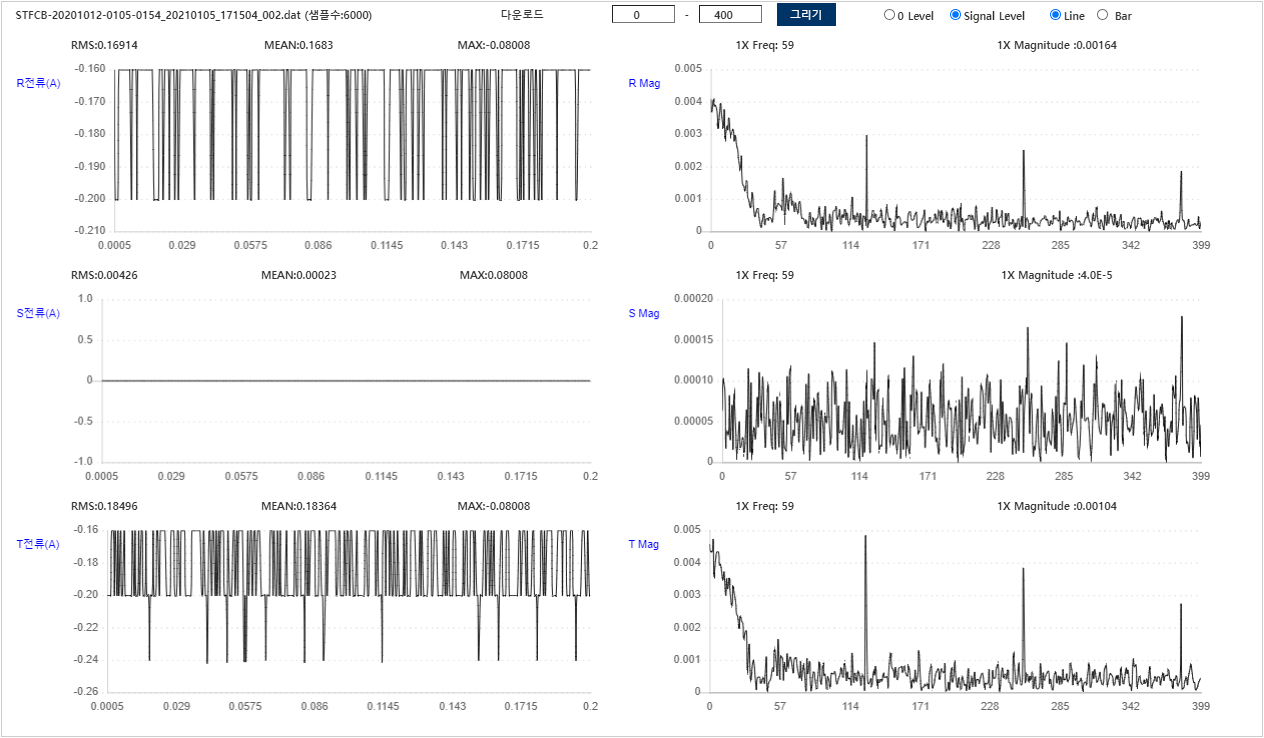 STFCB-20201012-0105-0154_20210105_171504_002.dat (샘플수:6000) 다운로드 0 - 400 그리기 0 Level Signal Level Line Bar
RMS:0.16914 MEAN:0.1683 MAX:-0.08008 1X Freq: 59 1X Magnitude :0.00164
R전류(A)
-0.160
-0.170
-0.180
-0.190
-0.200
-0.210
0.0005 0.029 0.0575 0.086 0.1145 0.143 0.1715 0.2
R Mag
0.005
0.004
0.003
0.002
0.001
0
0 57 114 171 228 285 342 399
RMS:0.00426 MEAN:0.00023 MAX:0.08008 1X Freq: 59 1X Magnitude :4.0E-5
S전류(A)
1.0
0.5
0
-0.5
-1.0
0.0005 0.029 0.0575 0.086 0.1145 0.143 0.1715 0.2
S Mag
0.00020
0.00015
0.00010
0.00005
0
0 57 114 171 228 285 342 399
RMS:0.18496 MEAN:0.18364 MAX:-0.08008 1X Freq: 59 1X Magnitude :0.00104
T전류(A)
-0.16
-0.18
-0.20
-0.22
-0.24
-0.26
0.0005 0.029 0.0575 0.086 0.1145 0.143 0.1715 0.2
T Mag
0.005
0.004
0.003
0.002
0.001
0
0 57 114 171 228 285 342 399